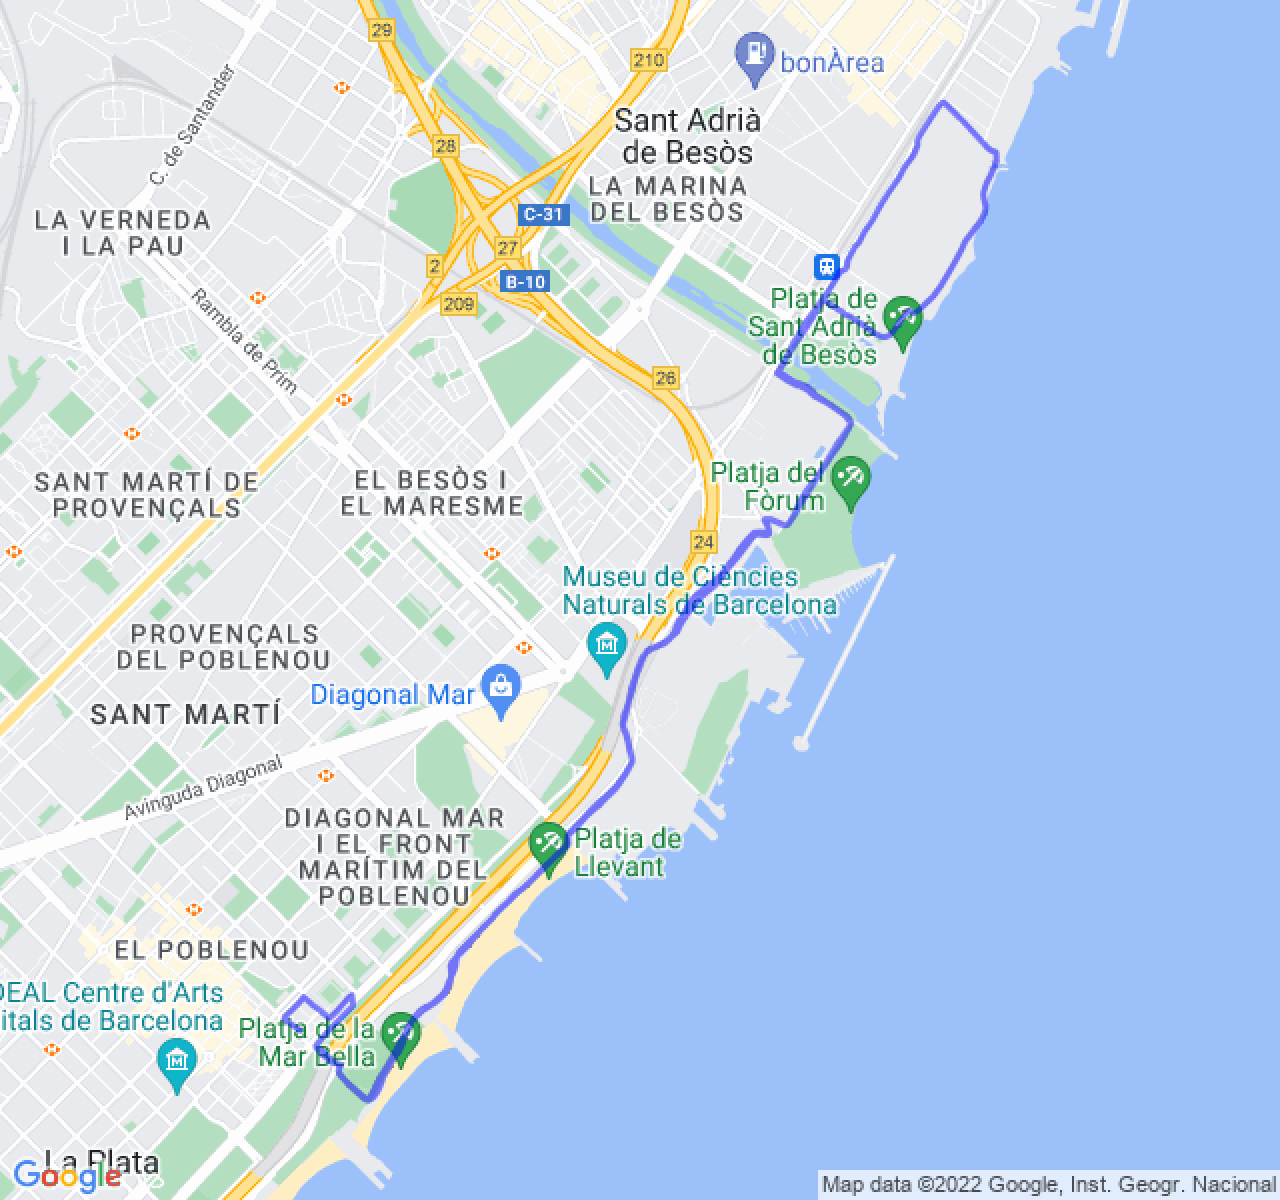 29
210
bonÀrea
Sant Adrià
de Besòs
28
C. de Santander
LA MARINA
DEL BESÒS
C-31
LA VERNEDA
I LA PAU
27
2
B-10
209
Platja de
Sant Adrià
de Besòs
Rambla de Prim
26
SANT MARTÍ DE
PROVENÇALS
EL BESÒS I
EL MARESME
Platja del
Fòrum
24
Museu de Ciències
Naturals de Barcelona
PROVENÇALS
DEL POBLENOU
Diagonal Mar
SANT MARTÍ
Avinguda Diagonal
DIAGONAL MAR
I EL FRONT
MARÍTIM DEL
POBLENOU
Platja de
Llevant
EL POBLENOU
DEAL Centre d'Arts
itals de Barcelona
Platja de la
Mar Bella
La Plata
Google
Map data ©2022 Google, Inst. Geogr. Nacional